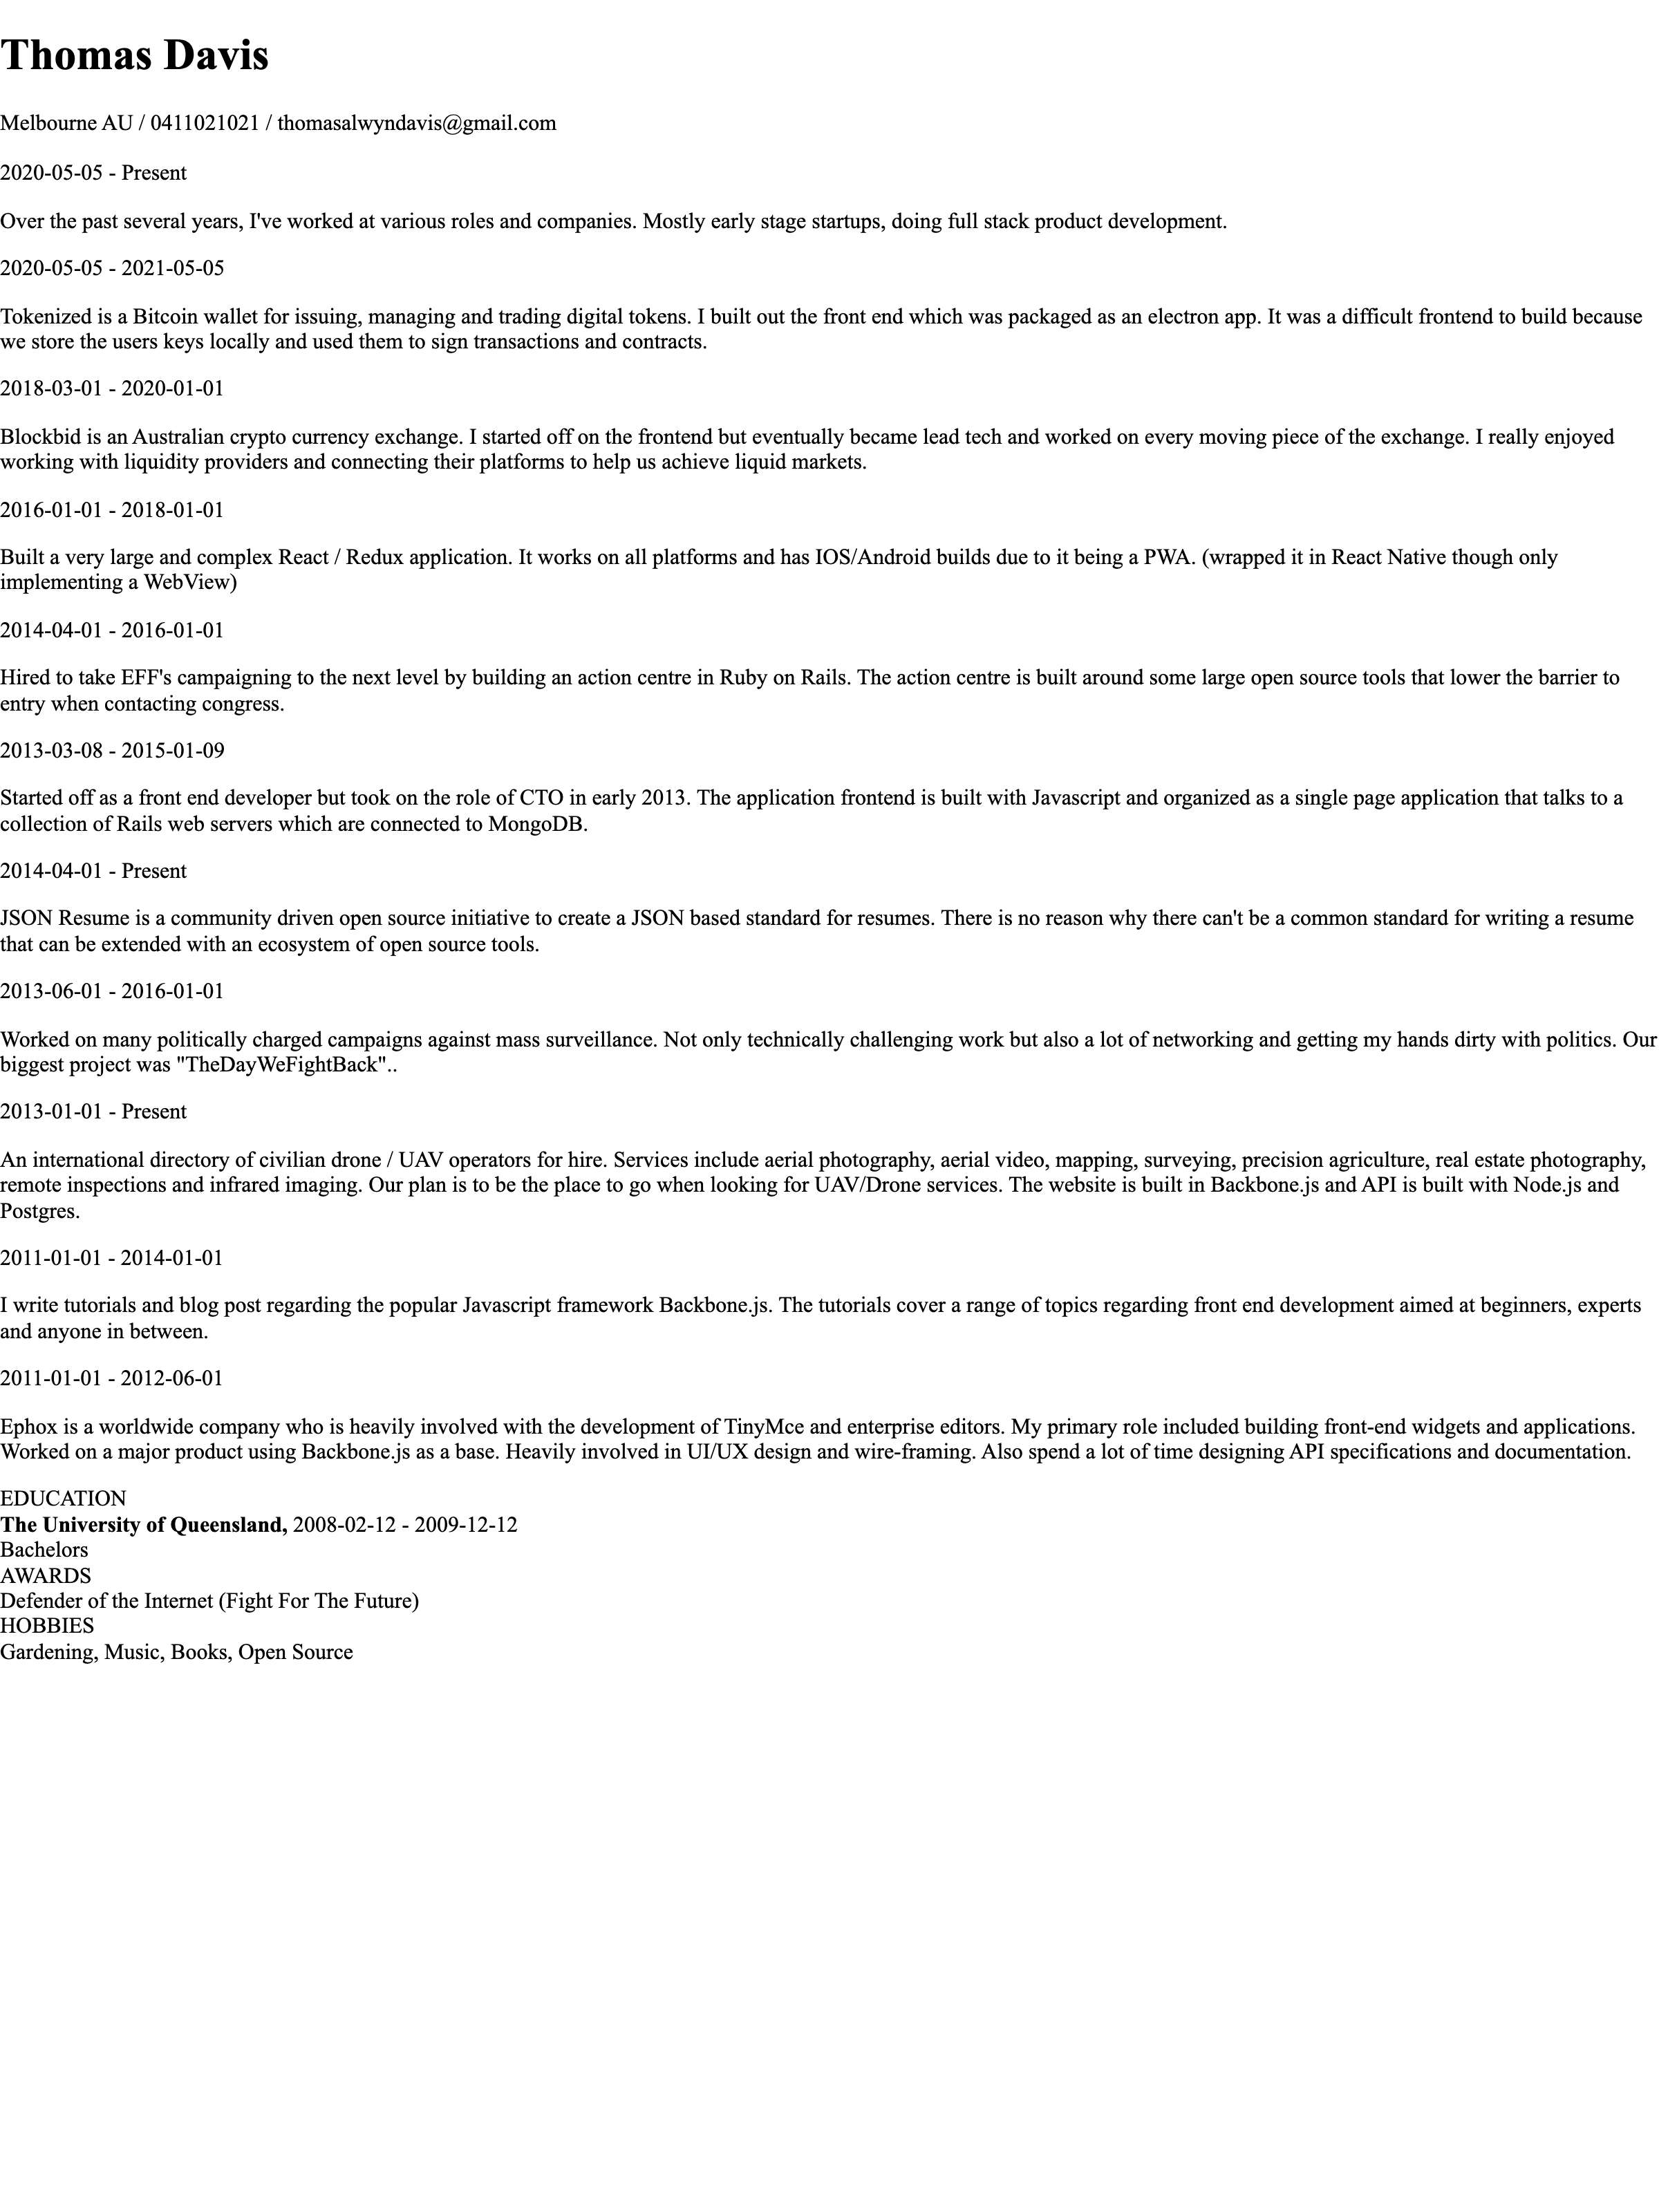 Thomas Davis
Melbourne AU / 0411021021 / thomasalwyndavis@gmail.com
2020-05-05 - Present
Over the past several years, I've worked at various roles and companies. Mostly early stage startups, doing full stack product development.
2020-05-05 - 2021-05-05
Tokenized is a Bitcoin wallet for issuing, managing and trading digital tokens. I built out the front end which was packaged as an electron app. It was a difficult frontend to build because
we store the users keys locally and used them to sign transactions and contracts.
2018-03-01 - 2020-01-01
Blockbid is an Australian crypto currency exchange. I started off on the frontend but eventually became lead tech and worked on every moving piece of the exchange. I really enjoyed
working with liquidity providers and connecting their platforms to help us achieve liquid markets.
2016-01-01 - 2018-01-01
Built a very large and complex React / Redux application. It works on all platforms and has IOS/Android builds due to it being a PWA. (wrapped it in React Native though only
implementing a WebView)
2014-04-01 - 2016-01-01
Hired to take EFF's campaigning to the next level by building an action centre in Ruby on Rails. The action centre is built around some large open source tools that lower the barrier to
entry when contacting congress.
2013-03-08 - 2015-01-09
Started off as a front end developer but took on the role of CTO in early 2013. The application frontend is built with Javascript and organized as a single page application that talks to a
collection of Rails web servers which are connected to MongoDB.
2014-04-01 - Present
JSON Resume is a community driven open source initiative to create a JSON based standard for resumes. There is no reason why there can't be a common standard for writing a resume
that can be extended with an ecosystem of open source tools.
2013-06-01 - 2016-01-01
Worked on many politically charged campaigns against mass surveillance. Not only technically challenging work but also a lot of networking and getting my hands dirty with politics. Our
biggest project was "TheDayWeFightBack"..
2013-01-01 - Present
An international directory of civilian drone / UAV operators for hire. Services include aerial photography, aerial video, mapping, surveying, precision agriculture, real estate photography,
remote inspections and infrared imaging. Our plan is to be the place to go when looking for UAV/Drone services. The website is built in Backbone.js and API is built with Node.js and
Postgres.
2011-01-01 - 2014-01-01
I write tutorials and blog post regarding the popular Javascript framework Backbone.js. The tutorials cover a range of topics regarding front end development aimed at beginners, experts
and anyone in between.
2011-01-01 - 2012-06-01
Ephox is a worldwide company who is heavily involved with the development of TinyMce and enterprise editors. My primary role included building front-end widgets and applications.
Worked on a major product using Backbone.js as a base. Heavily involved in UI/UX design and wire-framing. Also spend a lot of time designing API specifications and documentation.
EDUCATION
The University of Queensland, 2008-02-12 - 2009-12-12
Bachelors
AWARDS
Defender of the Internet (Fight For The Future)
HOBBIES
Gardening, Music, Books, Open Source